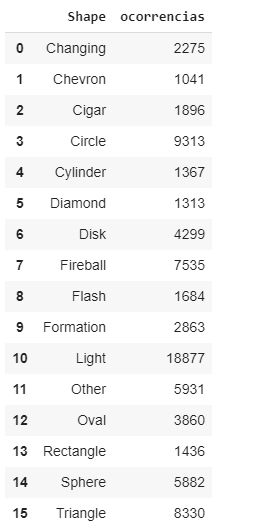 Shape ocorrencias
0 Changing 2275
1 Chevron 1041
2 Cigar 1896
3 Circle 9313
4 Cylinder 1367
5 Diamond 1313
6 Disk 4299
7 Fireball 7535
8 Flash 1684
9 Formation 2863
10 Light 18877
11 Other 5931
12 Oval 3860
13 Rectangle 1436
14 Sphere 5882
15 Triangle 8330